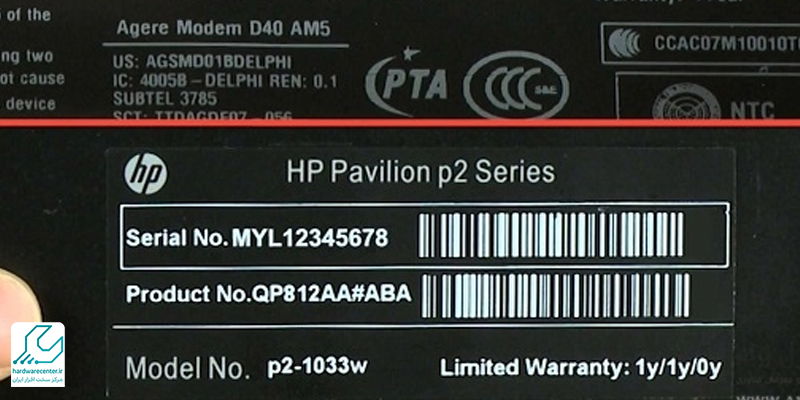 of the
ing two
ot cause
device
Agere Modem D40 AM5
US: AGSMD01BDELPHI
IC: 4005B – DELPHI REN: 0.1
SUBTEL 3785
PTA
CCC
S&E
CCAC07M10010T
NTC
hp
HP Pavilion p2 Series
Serial No. MYL12345678
Product No. QP812AA#ABA
Model No. p2-1033w
Limited Warranty: 1y/1y/0y
hardwarecenter.ir
مرکز سخت افزار ایران